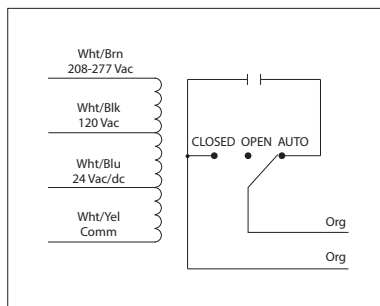 Wht/Brn
208-277 Vac
Wht/Blk
120 Vac
CLOSED OPEN AUTO
Wht/Blu
24 Vac/dc
Wht/Yel
Comm
Org
Org